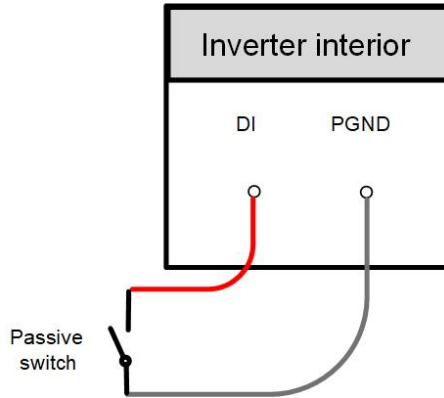 Inverter interior
DI
PGND
Passive
switch